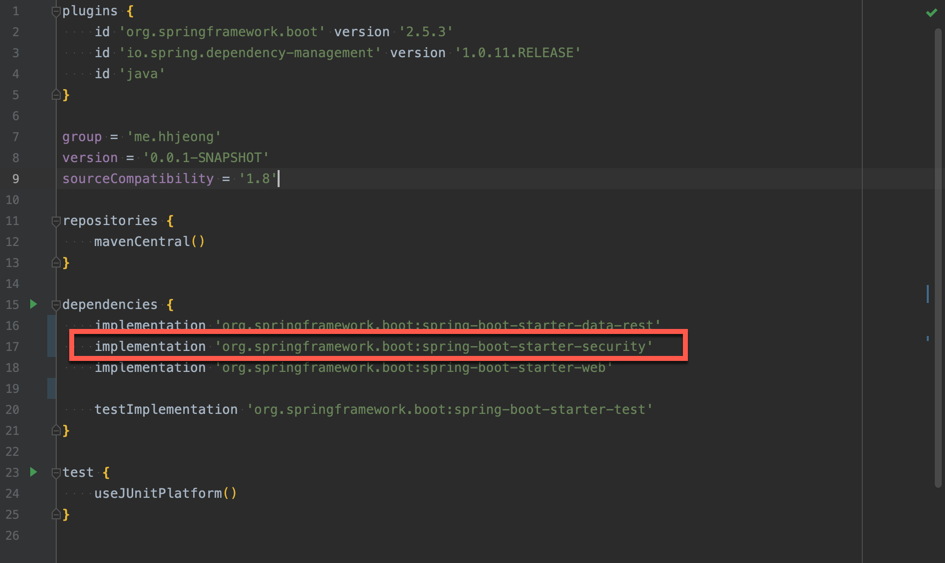 1 plugins {
2 id 'org.springframework.boot' version '2.5.3'
3 id 'io.spring.dependency-management' version '1.0.11.RELEASE'
4 id 'java'
5 }
6
7 group = 'me.hhjeong'
8 version = '0.0.1-SNAPSHOT'
9 sourceCompatibility = '1.8'
10
11 repositories {
12 mavenCentral()
13 }
14
15 dependencies {
16 implementation 'org.springframework.boot:spring-boot-starter-data-rest'
17 implementation 'org.springframework.boot:spring-boot-starter-security'
18 implementation 'org.springframework.boot:spring-boot-starter-web'
19
20 testImplementation 'org.springframework.boot:spring-boot-starter-test'
21 }
22
23 test {
24 useJUnitPlatform()
25 }
26